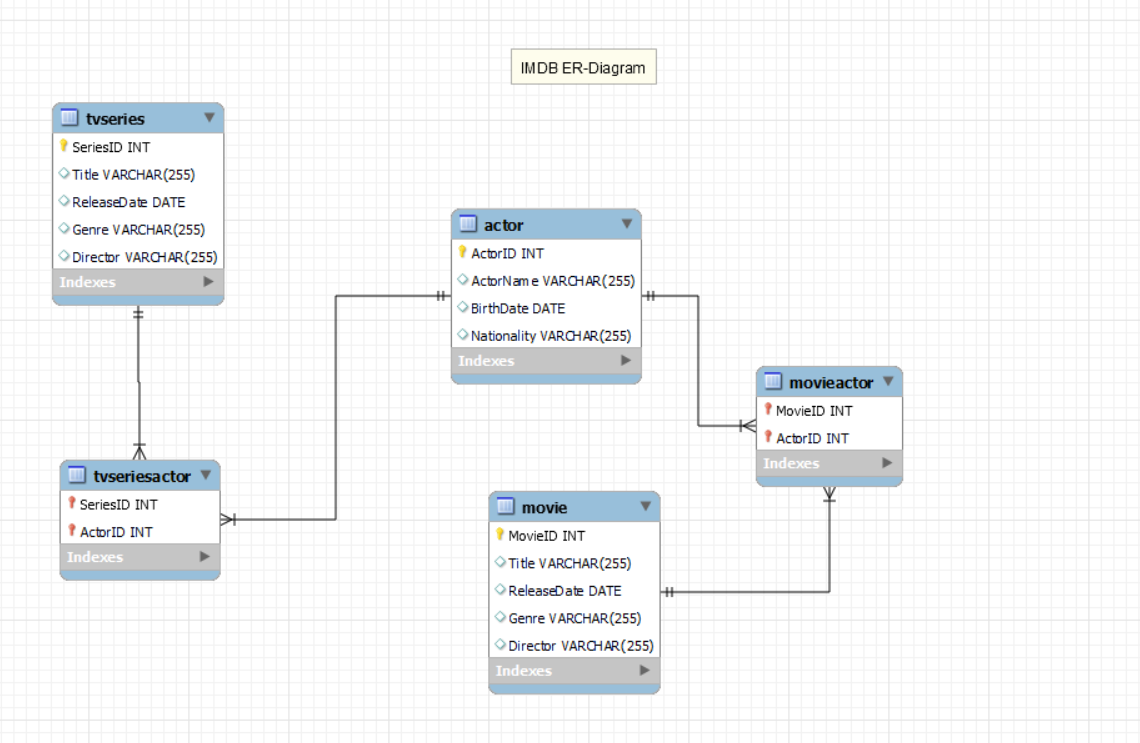 IMDB ER-Diagram
tvseries
SeriesID INT
Title VARCHAR(255)
ReleaseDate DATE
Genre VARCHAR(255)
Director VARCHAR(255)
Indexes
actor
ActorID INT
ActorName VARCHAR(255)
BirthDate DATE
Nationality VARCHAR(255)
Indexes
movieactor
MovieID INT
ActorID INT
Indexes
tvseriesactor
SeriesID INT
ActorID INT
Indexes
movie
MovieID INT
Title VARCHAR(255)
ReleaseDate DATE
Genre VARCHAR(255)
Director VARCHAR(255)
Indexes